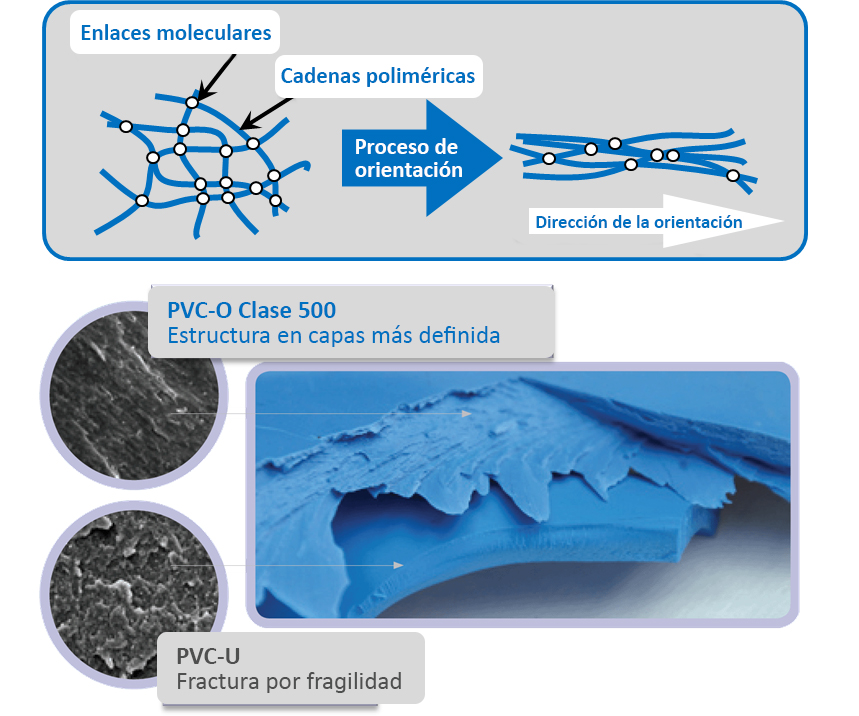 Enlaces moleculares
Cadenas poliméricas
Proceso de
orientación
Dirección de la orientación
PVC-O Clase 500
Estructura en capas más definida
PVC-U
Fractura por fragilidad